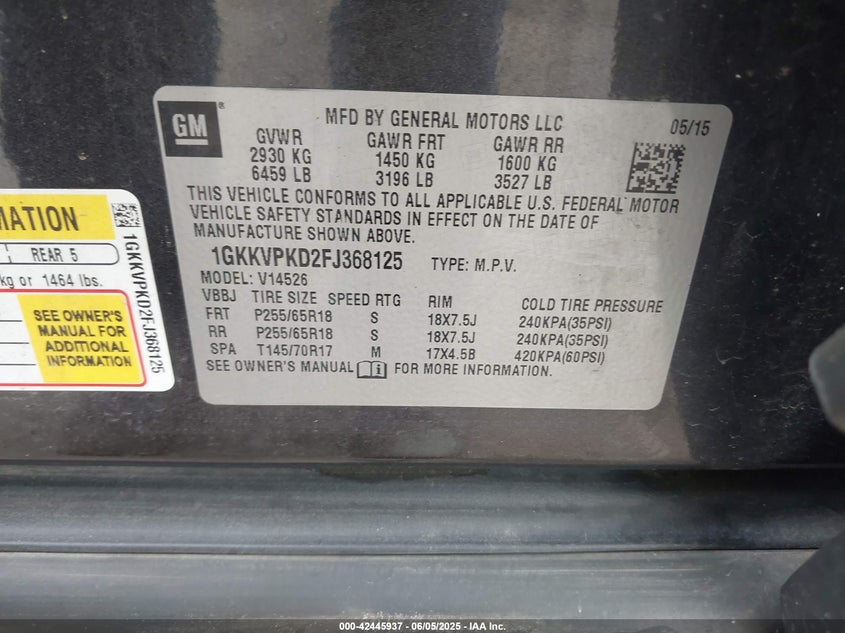 GM®
MFD BY GENERAL MOTORS LLC 05/15
GVWR GAWR FRT GAWR RR
2930 KG 1450 KG 1600 KG
6459 LB 3196 LB 3527 LB
THIS VEHICLE CONFORMS TO ALL APPLICABLE U.S. FEDERAL MOTOR
VEHICLE SAFETY STANDARDS IN EFFECT ON THE DATE OF
MANUFACTURE SHOWN ABOVE.
1GKKVPKD2FJ368125 TYPE: M.P.V.
MODEL: V14526
VBBJ TIRE SIZE SPEED RTG RIM COLD TIRE PRESSURE
FRT P255/65R18 S 18X7.5J 240KPA(35PSI)
RR P255/65R18 S 18X7.5J 240KPA(35PSI)
SPA T145/70R17 M 17X4.5B 420KPA(60PSI)
SEE OWNER'S MANUAL i FOR MORE INFORMATION.
MATION
REAR 5
kg or 1464 lbs.
SEE OWNER'S
MANUAL FOR
ADDITIONAL
INFORMATION
1GKKVPKD2FJ368125
000-42445937 - 06/05/2025 - IAA Inc.